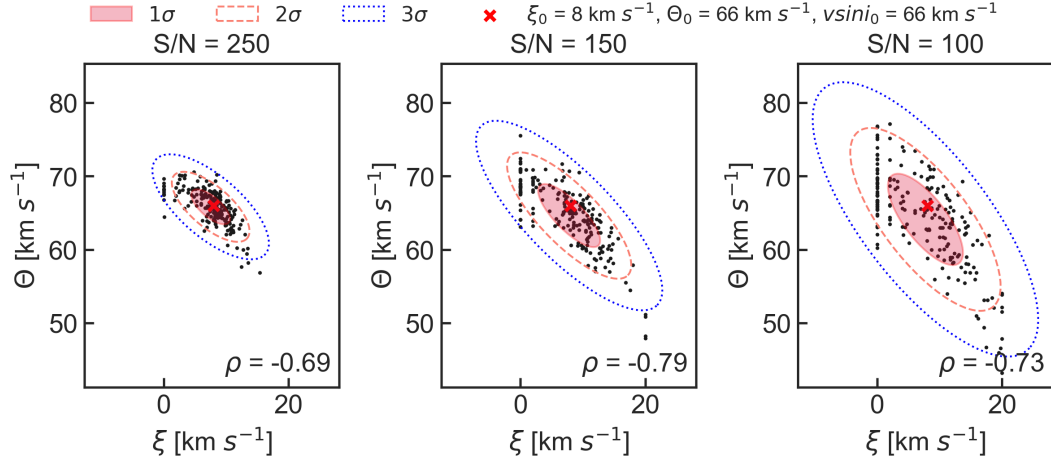 1σ 2σ 3σ ξ₀ = 8 km s⁻¹, Θ₀ = 66 km s⁻¹, vsini₀ = 66 km s⁻¹
S/N = 250 S/N = 150 S/N = 100
80 80 80
70 70 70
60 60 60
50 50 50
Θ [km s⁻¹] Θ [km s⁻¹] Θ [km s⁻¹]
ρ = -0.69 ρ = -0.79 ρ = -0.73
0 20 0 20 0 20
ξ [km s⁻¹] ξ [km s⁻¹] ξ [km s⁻¹]